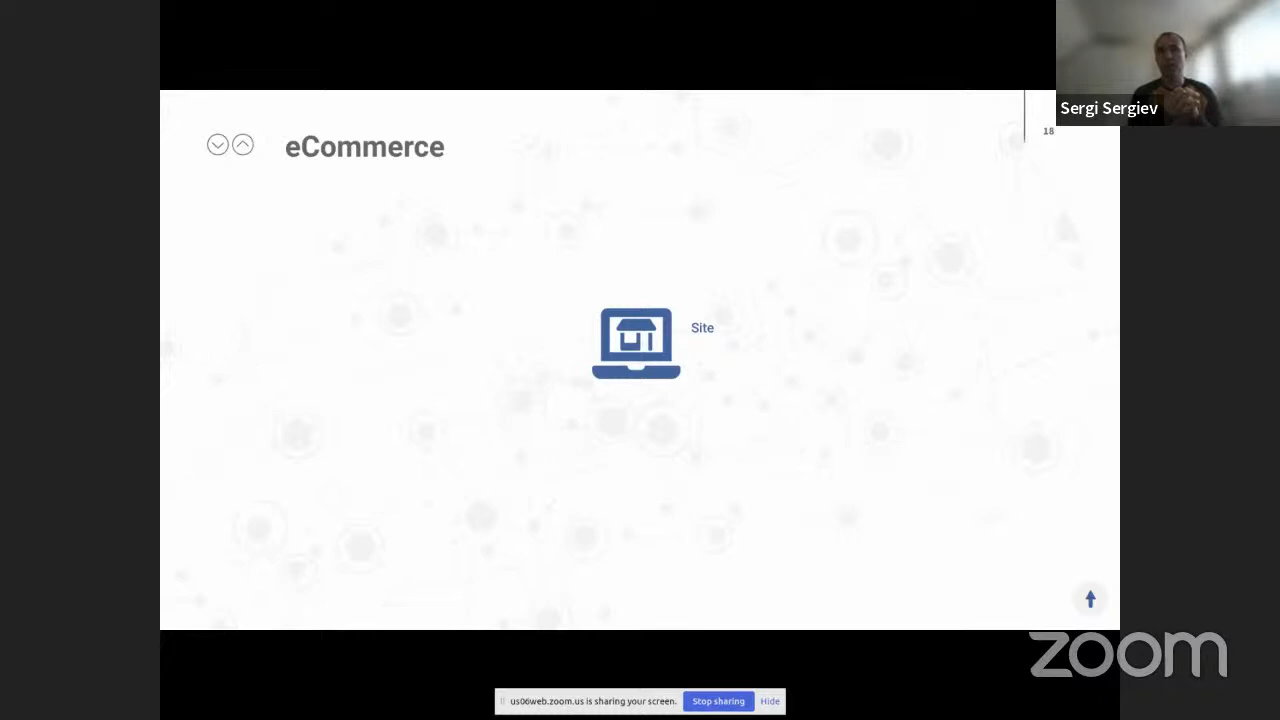 Sergi Sergiev
18
eCommerce
Site
zoom
us06web.zoom.us is sharing your screen. Stop sharing Hide